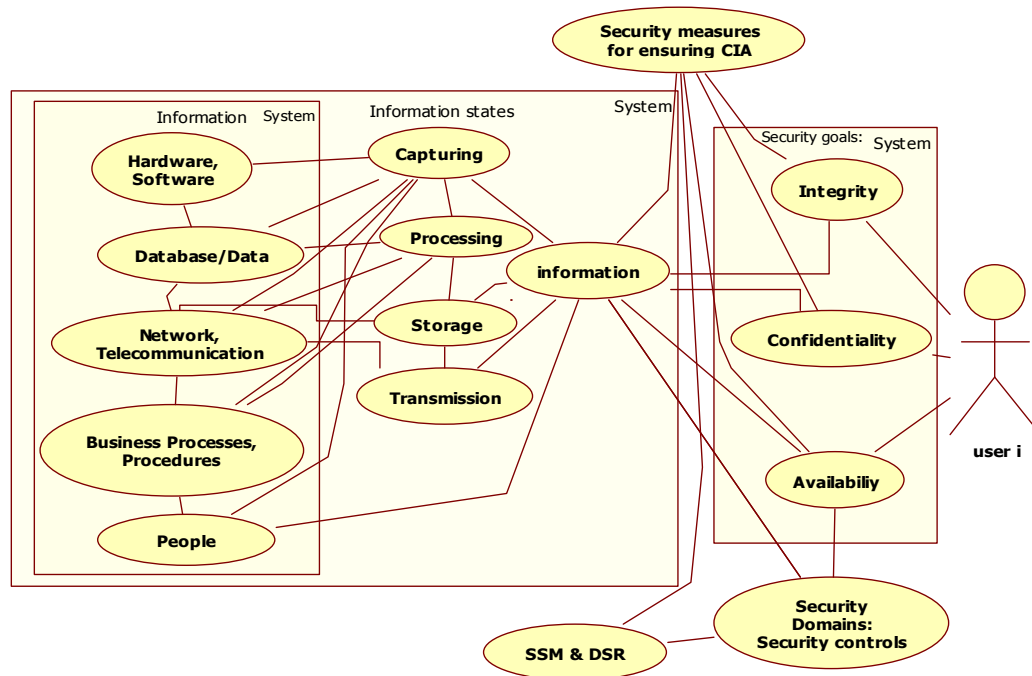 Security measures
for ensuring CIA
Information System
Information states
System
Hardware,
Software
Capturing
Database/Data
Processing
information
Network,
Telecommunication
Storage
Transmission
Business Processes,
Procedures
People
Security goals: System
Integrity
Confidentiality
Availabiliy
user i
Security
Domains:
Security controls
SSM & DSR